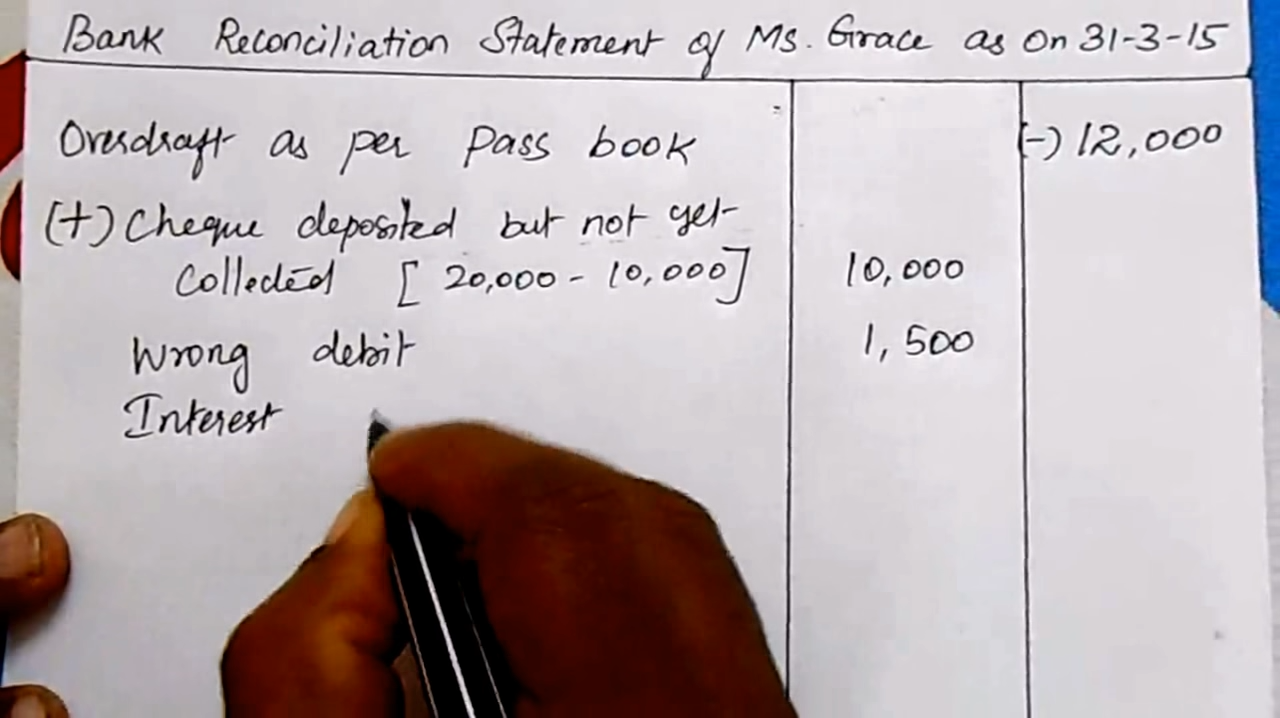 Bank Reconciliation Statement of Ms. Grace as on 31-3-15
Overdraft as per Pass book (-) 12,000
(+) Cheque deposited but not yet
Collected [20,000 - 10,000] 10,000
Wrong debit 1,500
Interest